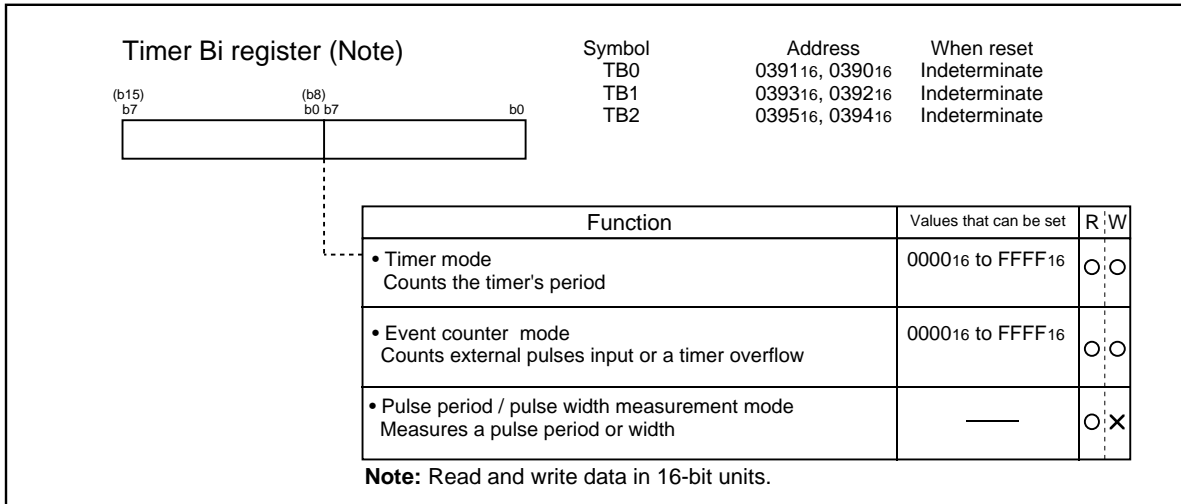 Timer Bi register (Note)
Symbol Address When reset
TB0 039116, 039016 Indeterminate
TB1 039316, 039216 Indeterminate
TB2 039516, 039416 Indeterminate
(b15) (b8)
b7 b0 b7 b0
Function Values that can be set R W
• Timer mode 000016 to FFFF16
Counts the timer's period
• Event counter mode 000016 to FFFF16
Counts external pulses input or a timer overflow
• Pulse period / pulse width measurement mode
Measures a pulse period or width
Note: Read and write data in 16-bit units.